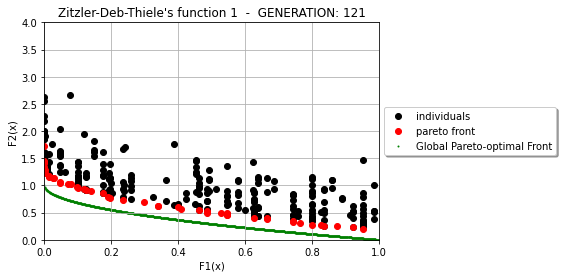 Zitzler-Deb-Thiele's function 1 - GENERATION: 121
4.0
3.5
3.0
2.5
2.0
1.5
1.0
0.5
0.0
F2(x)
0.0 0.2 0.4 0.6 0.8 1.0
F1(x)
individuals
pareto front
Global Pareto-optimal Front